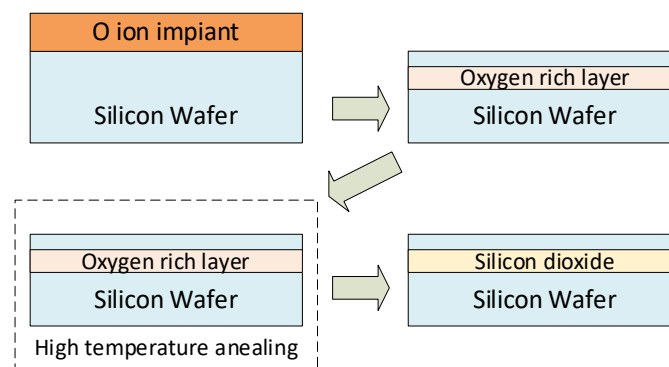 O ion impiant
Silicon Wafer
Oxygen rich layer
Silicon Wafer
Oxygen rich layer
Silicon Wafer
High temperature anealing
Silicon dioxide
Silicon Wafer